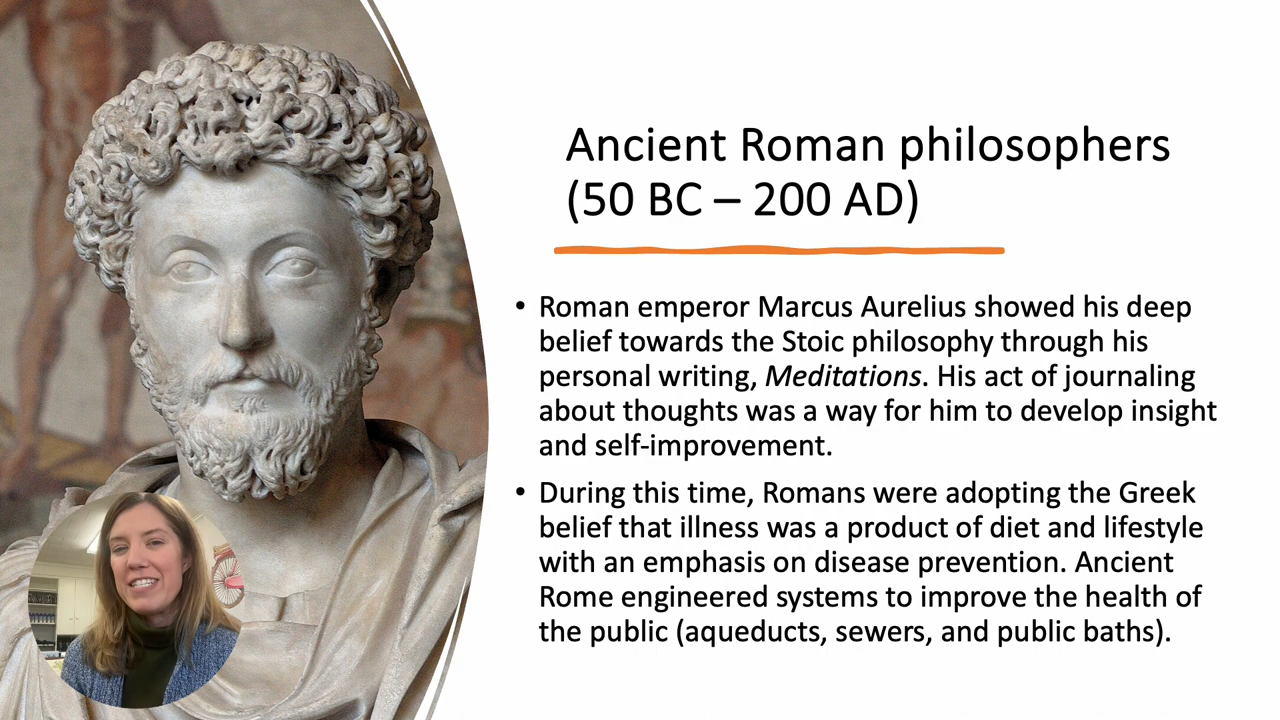 Ancient Roman philosophers
(50 BC – 200 AD)
• Roman emperor Marcus Aurelius showed his deep
belief towards the Stoic philosophy through his
personal writing, Meditations. His act of journaling
about thoughts was a way for him to develop insight
and self-improvement.
• During this time, Romans were adopting the Greek
belief that illness was a product of diet and lifestyle
with an emphasis on disease prevention. Ancient
Rome engineered systems to improve the health of
the public (aqueducts, sewers, and public baths).